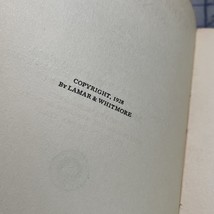 COPYRIGHT, 1928
By LAMAR & WHITMORE